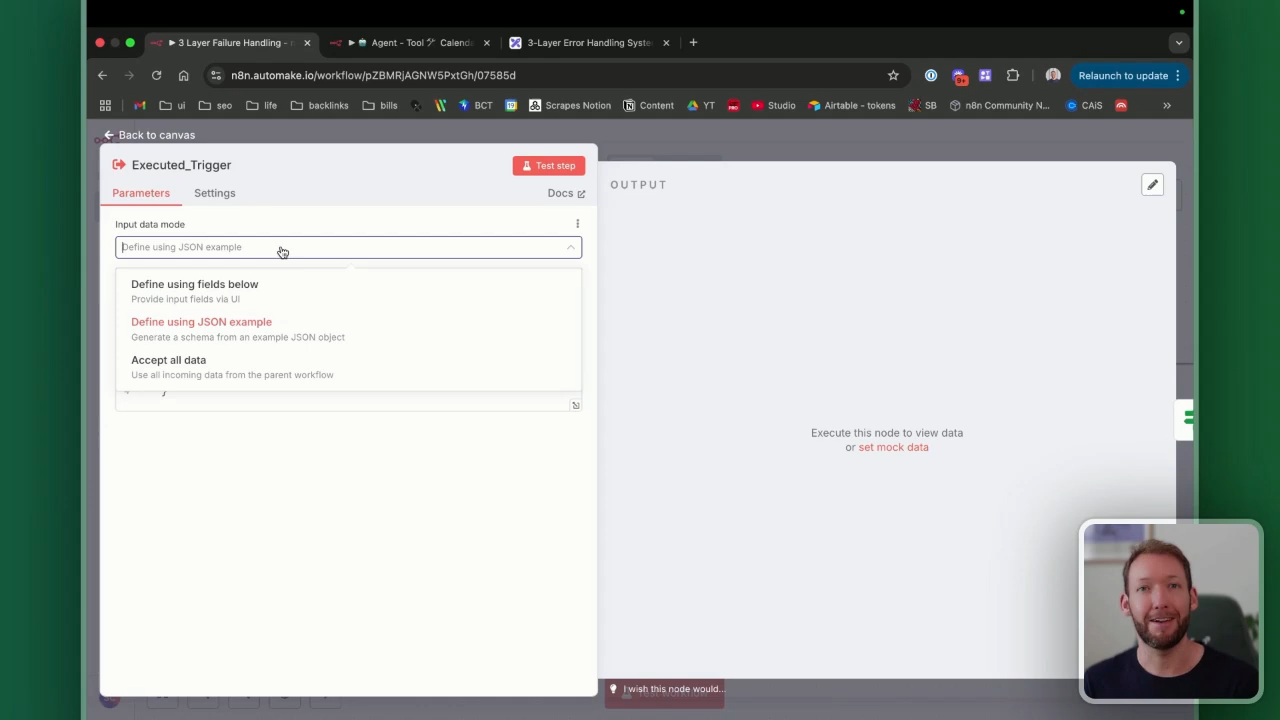 3 Layer Failure Handling -
Agent - Tool 🛠 Calenda
3-Layer Error Handling Syste
n8n.automake.io/workflow/pZBMRjAGNW5PxtGh/07585d
9+
Relaunch to update
ui
seo
life
backlinks
bills
BCT
Scrapes Notion
Content
YT
Studio
Airtable - tokens
SB
n8n Community N...
CAiS
Back to canvas
Executed_Trigger
Test step
Parameters
Settings
Docs
Input data mode
Define using JSON example
Define using fields below
Provide input fields via UI
Define using JSON example
Generate a schema from an example JSON object
Accept all data
Use all incoming data from the parent workflow
}
OUTPUT
Execute this node to view data
or set mock data
I wish this node would...